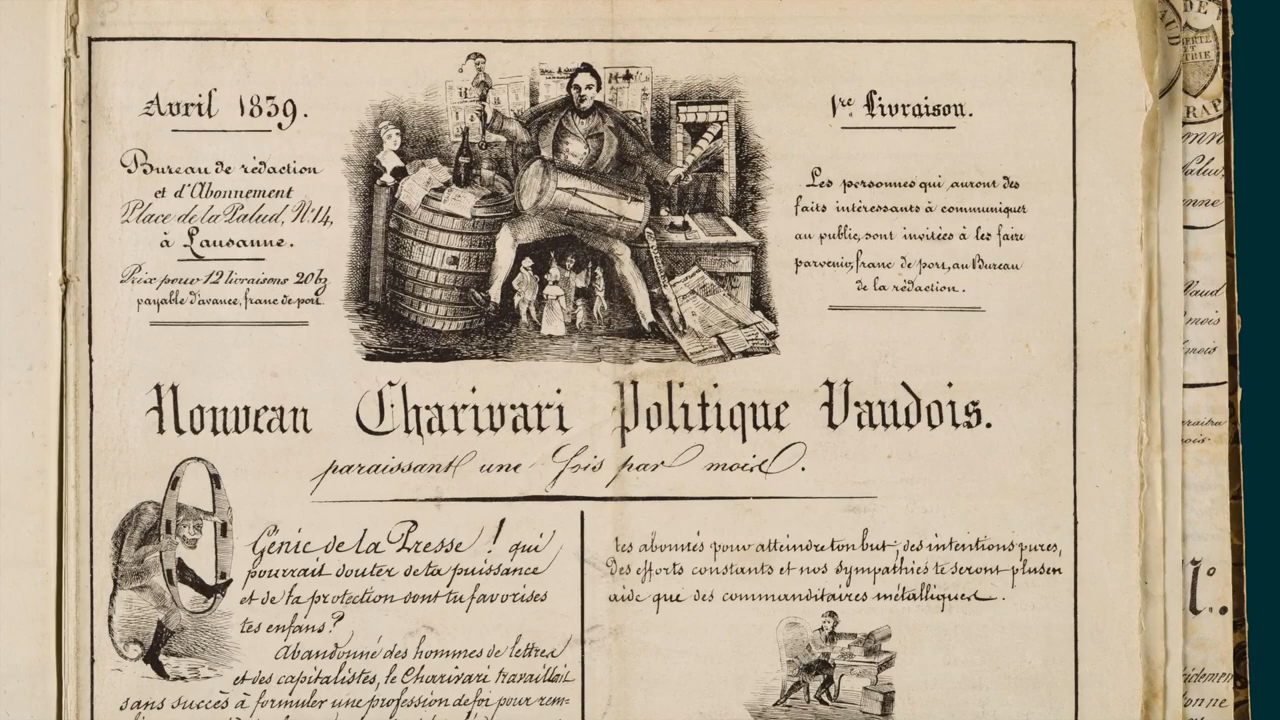 Avril 1839.
Bureau de rédaction
et d'Abonnement
Place de la Palud, N° 14,
à Lausanne.
Prix pour 12 livraisons 20 bz
payable d'avance, franc de port.
1re Livraison.
Les personnes qui auront des
faits intéressants à communiquer
au public, sont invitées à les faire
parvenir, franc de port, au Bureau
de la rédaction.
Nouveau Charivari Politique Vaudois.
paraissant une fois par mois.
Génie de la Presse ! qui
pourrait douter de ta puissance
et de la protection dont tu favorises
tes enfans ?
Abandonné des hommes de lettres
et des capitalistes, le Charivari travaillait
sans succès à formuler une profession de foi pour rem-
tes abonnés pour atteindre ton but, des intentions pures,
Des efforts constants et nos sympathies te seront plus en
aide que des commanditaires métalliques.